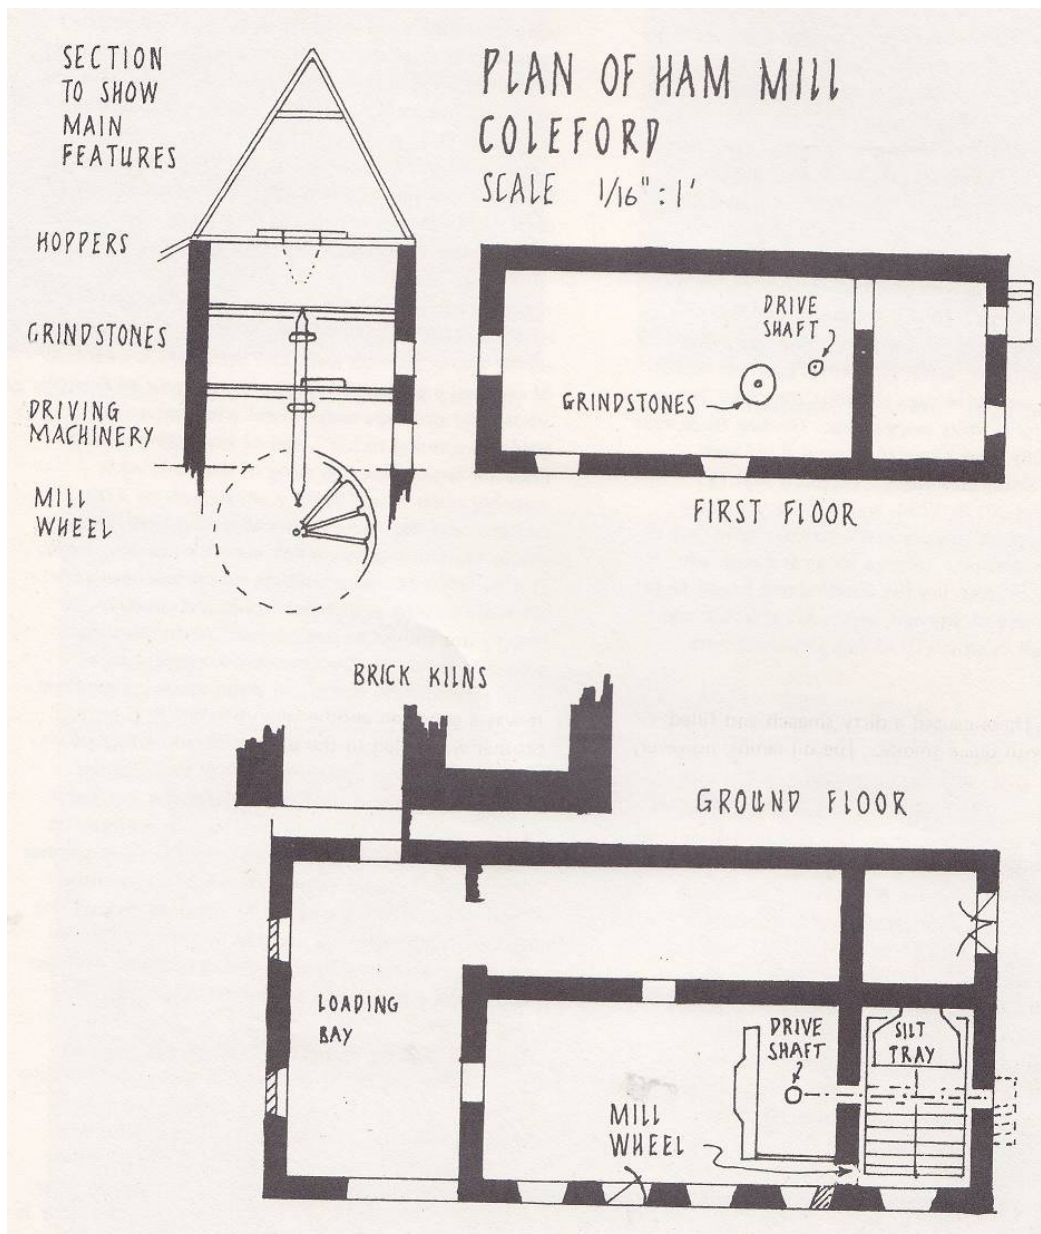 SECTION
TO SHOW
MAIN
FEATURES
HOPPERS
GRINDSTONES
DRIVING
MACHINERY
MILL
WHEEL
PLAN OF HAM MILL
COLEFORD
SCALE 1/16" : 1'
DRIVE
SHAFT
GRINDSTONES
FIRST FLOOR
BRICK KILNS
GROUND FLOOR
LOADING
BAY
DRIVE
SHAFT
SILT
TRAY
MILL
WHEEL